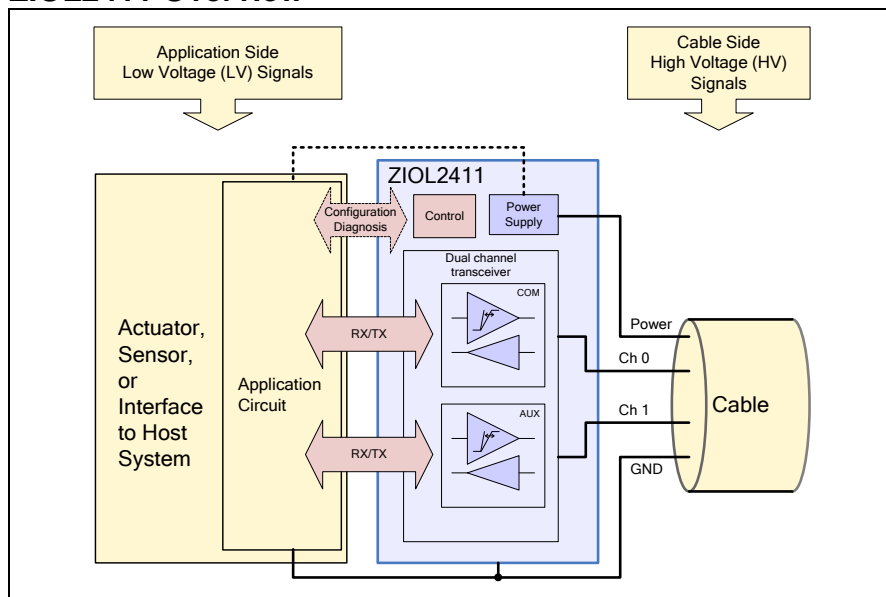 Application Side
Low Voltage (LV) Signals
Cable Side
High Voltage (HV)
Signals
ZIOL2411
Configuration
Diagnosis
Control
Power
Supply
Dual channel
transceiver
COM
RX/TX
AUX
RX/TX
Actuator,
Sensor,
or
Interface
to Host
System
Application
Circuit
Power
Ch 0
Ch 1
GND
Cable